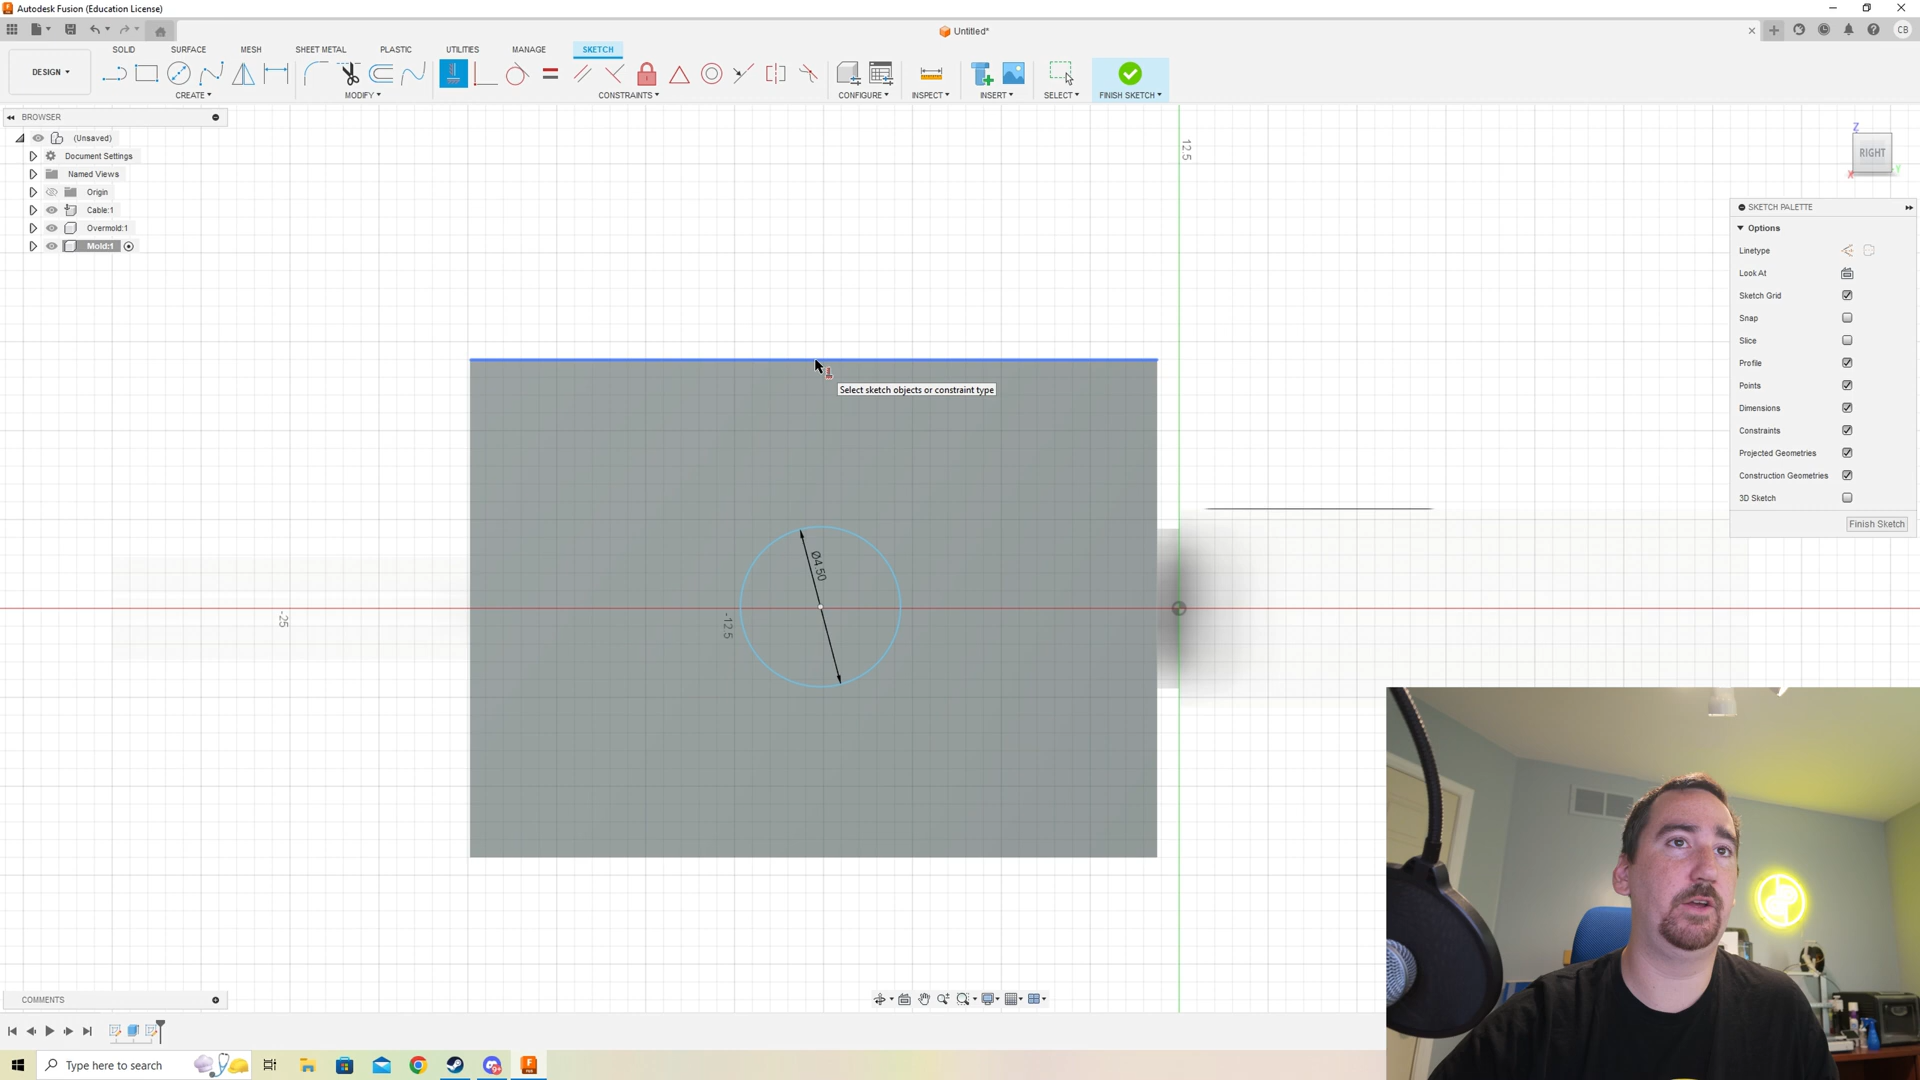 Autodesk Fusion (Education License)
Untitled*
CB
SOLID SURFACE MESH SHEET METAL PLASTIC UTILITIES MANAGE SKETCH
DESIGN
CREATE MODIFY CONSTRAINTS CONFIGURE INSPECT INSERT SELECT FINISH SKETCH
BROWSER
(Unsaved)
Document Settings
Named Views
Origin
Cable:1
Overmold:1
Mold:1
12.5
Z
RIGHT
X
Y
SKETCH PALETTE
Options
Linetype
Look At
Sketch Grid
Snap
Slice
Profile
Points
Dimensions
Constraints
Projected Geometries
Construction Geometries
3D Sketch
Finish Sketch
Select sketch objects or constraint type
Ø4.50
-25
-12.5
COMMENTS
Type here to search